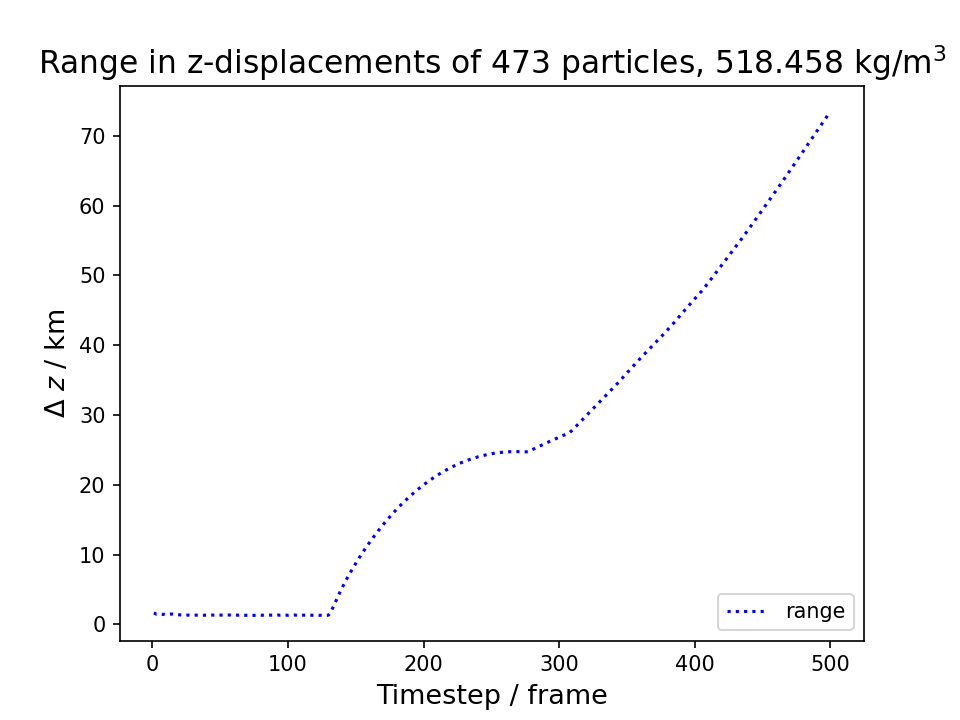 Range in z-displacements of 473 particles, 518.458 kg/m³
Δ z / km
70
60
50
40
30
20
10
0
range
0 100 200 300 400 500
Timestep / frame